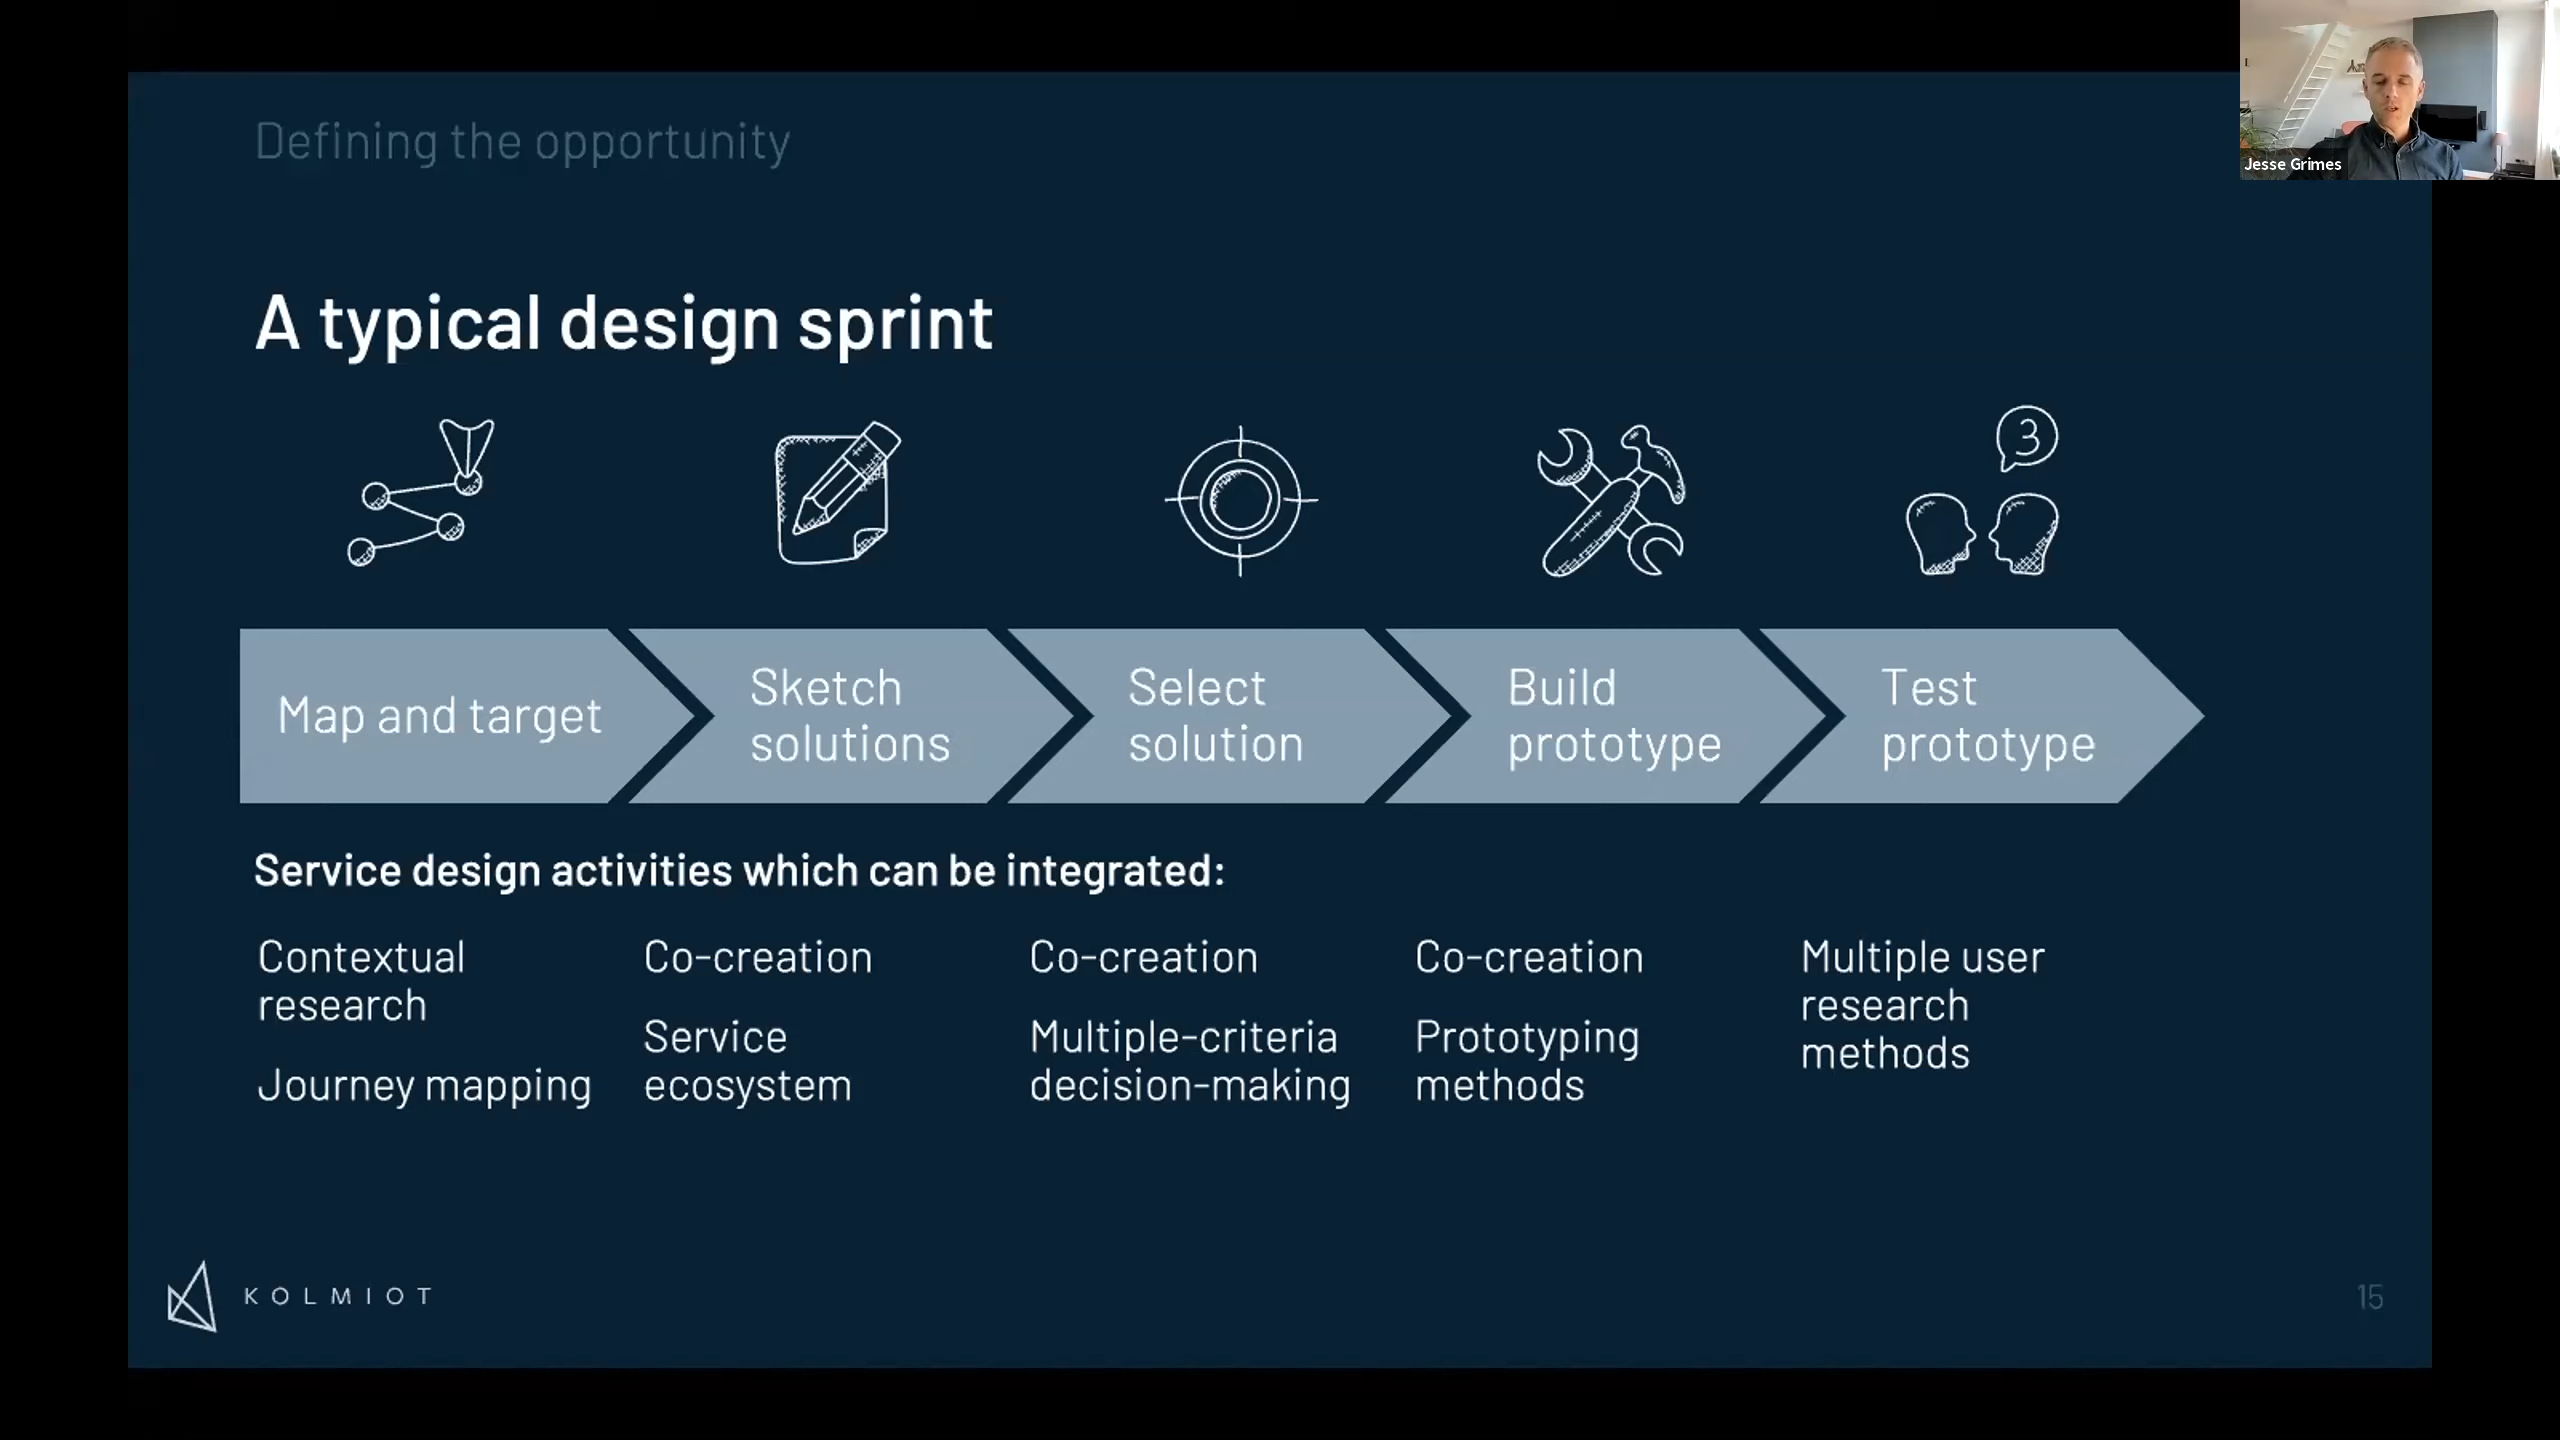 Jesse Grimes
Defining the opportunity
A typical design sprint
3
Map and target
Sketch
solutions
Select
solution
Build
prototype
Test
prototype
Service design activities which can be integrated:
Contextual
research
Journey mapping
Co-creation
Service
ecosystem
Co-creation
Multiple-criteria
decision-making
Co-creation
Prototyping
methods
Multiple user
research
methods
KOLMIOT
15